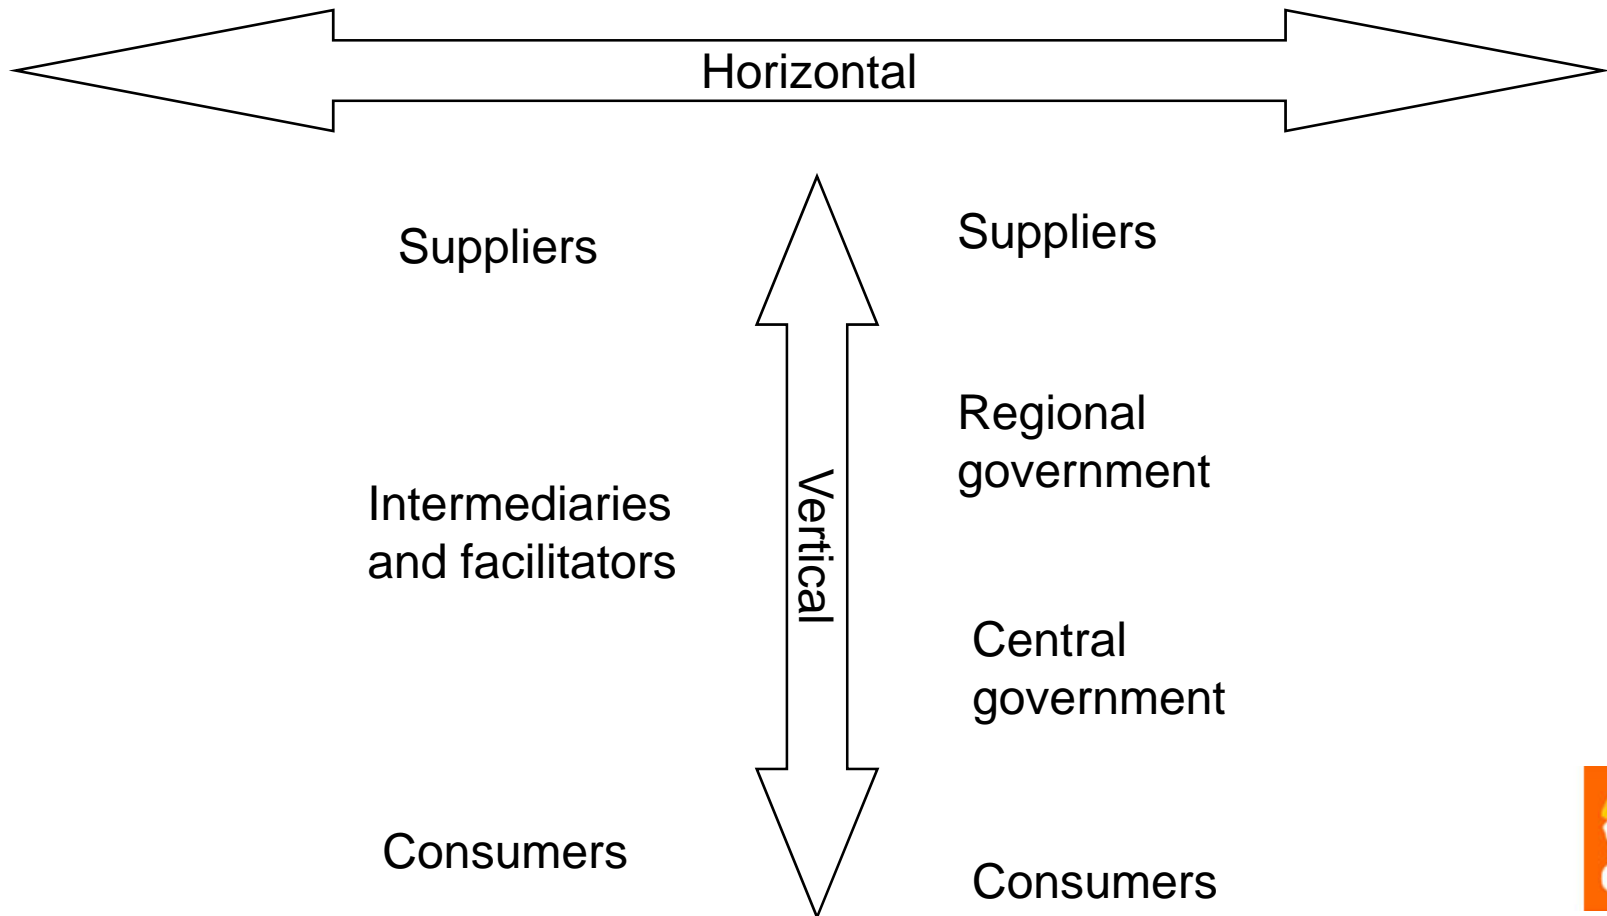 Horizontal
Suppliers
Suppliers
Regional
government
Intermediaries
and facilitators
Vertical
Central
government
Consumers
Consumers